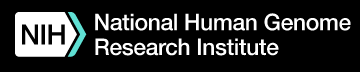 NIH
National Human Genome
Research Institute